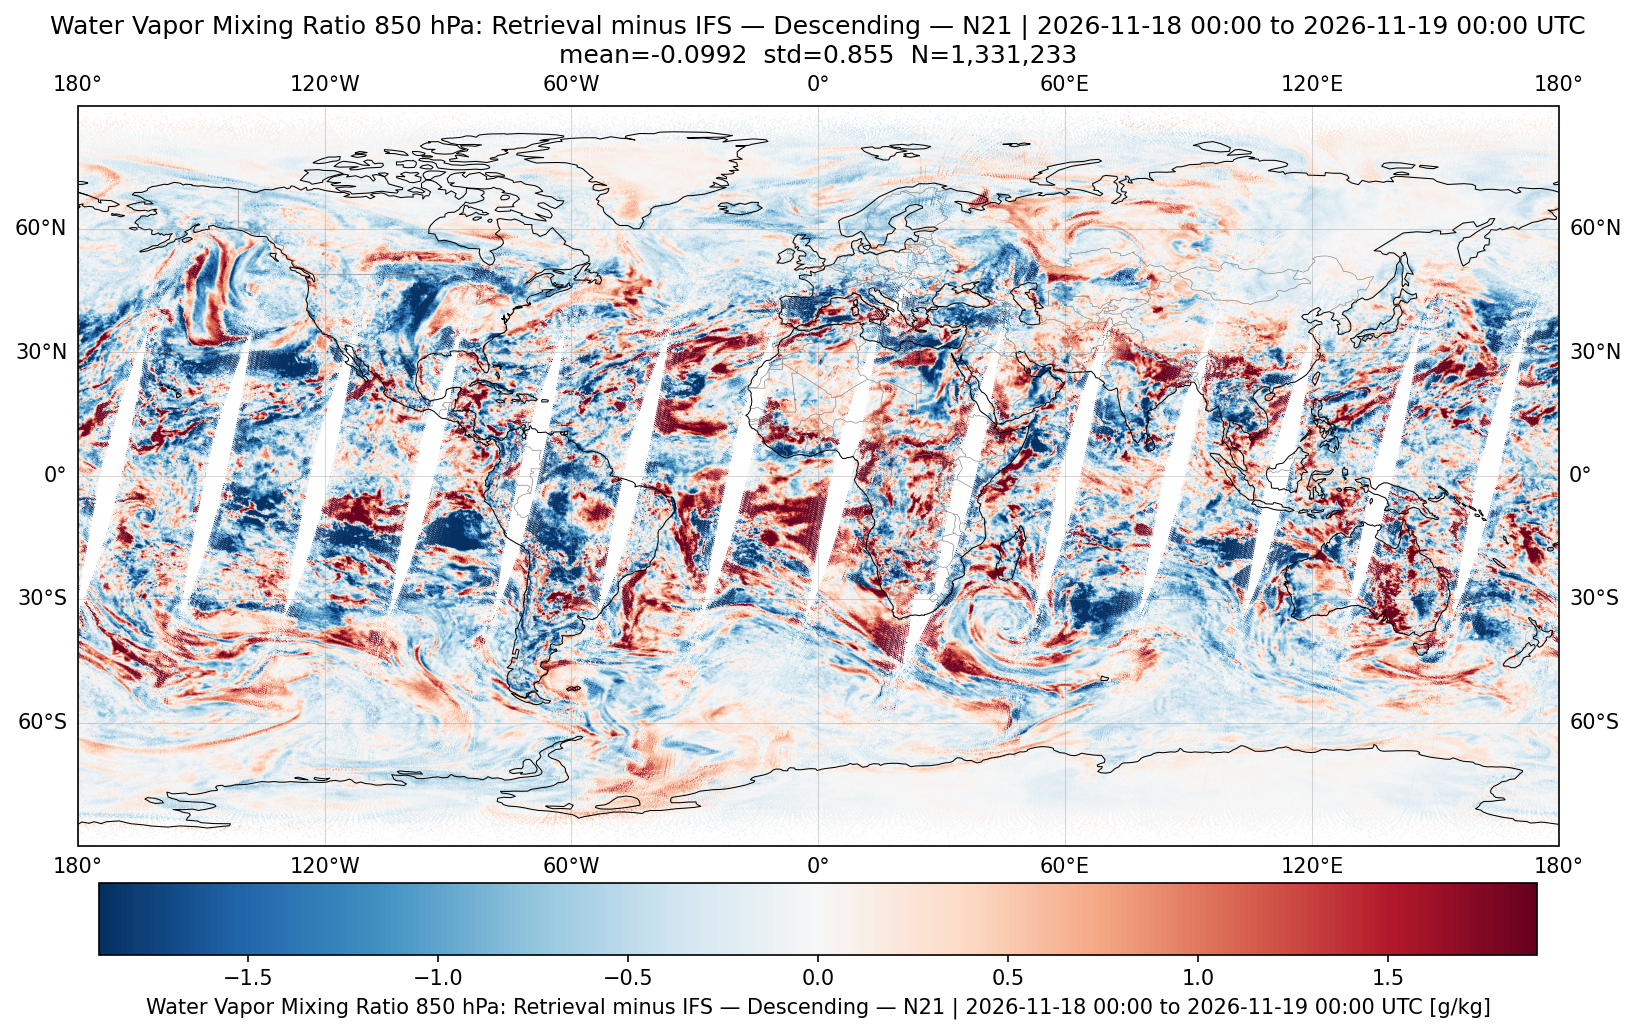 Water Vapor Mixing Ratio 850 hPa: Retrieval minus IFS — Descending — N21 | 2026-11-18 00:00 to 2026-11-19 00:00 UTC
mean=-0.0992  std=0.855  N=1,331,233
180° 120°W 60°W 0° 60°E 120°E 180°
60°N 60°N
30°N 30°N
0° 0°
30°S 30°S
60°S 60°S
180° 120°W 60°W 0° 60°E 120°E 180°
−1.5 −1.0 −0.5 0.0 0.5 1.0 1.5
Water Vapor Mixing Ratio 850 hPa: Retrieval minus IFS — Descending — N21 | 2026-11-18 00:00 to 2026-11-19 00:00 UTC [g/kg]